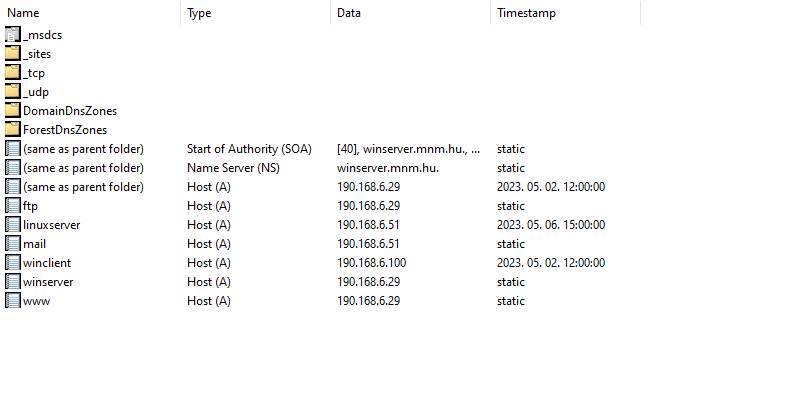 Name Type Data Timestamp
_msdcs
_sites
_tcp
_udp
DomainDnsZones
ForestDnsZones
(same as parent folder) Start of Authority (SOA) [40], winserver.mnm.hu., ... static
(same as parent folder) Name Server (NS) winserver.mnm.hu. static
(same as parent folder) Host (A) 190.168.6.29 2023. 05. 02. 12:00:00
ftp Host (A) 190.168.6.29 static
linuxserver Host (A) 190.168.6.51 2023. 05. 06. 15:00:00
mail Host (A) 190.168.6.51 static
winclient Host (A) 190.168.6.100 2023. 05. 02. 12:00:00
winserver Host (A) 190.168.6.29 static
www Host (A) 190.168.6.29 static